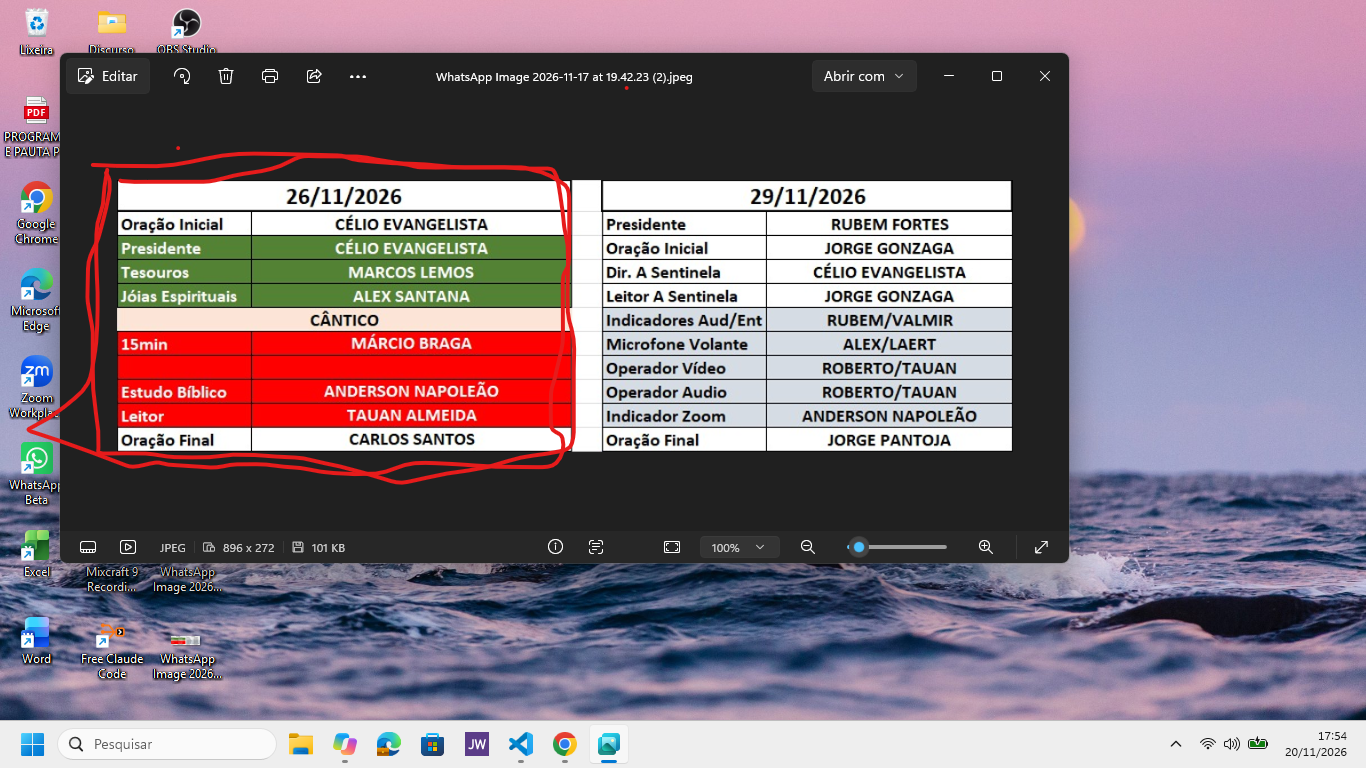 Lixeira
Discurso
OBS Studio
PDF
PROGRAM
E PAUTA P
Google
Chrome
Microsof
Edge
zm
Zoom
Workplac
WhatsApp
Beta
Excel
Mixcraft 9
Recordi...
WhatsApp
Image 2026...
Word
Free Claude
Code
WhatsApp
Image 2026...
Editar
WhatsApp Image 2026-11-17 at 19.42.23 (2).jpeg
Abrir com
26/11/2026
Oração Inicial CÉLIO EVANGELISTA
Presidente CÉLIO EVANGELISTA
Tesouros MARCOS LEMOS
Jóias Espirituais ALEX SANTANA
CÂNTICO
15min MÁRCIO BRAGA
Estudo Bíblico ANDERSON NAPOLEÃO
Leitor TAUAN ALMEIDA
Oração Final CARLOS SANTOS
29/11/2026
Presidente RUBEM FORTES
Oração Inicial JORGE GONZAGA
Dir. A Sentinela CÉLIO EVANGELISTA
Leitor A Sentinela JORGE GONZAGA
Indicadores Aud/Ent RUBEM/VALMIR
Microfone Volante ALEX/LAERT
Operador Vídeo ROBERTO/TAUAN
Operador Audio ROBERTO/TAUAN
Indicador Zoom ANDERSON NAPOLEÃO
Oração Final JORGE PANTOJA
JPEG 896 x 272 101 KB 100%
Pesquisar
JW
17:54
20/11/2026